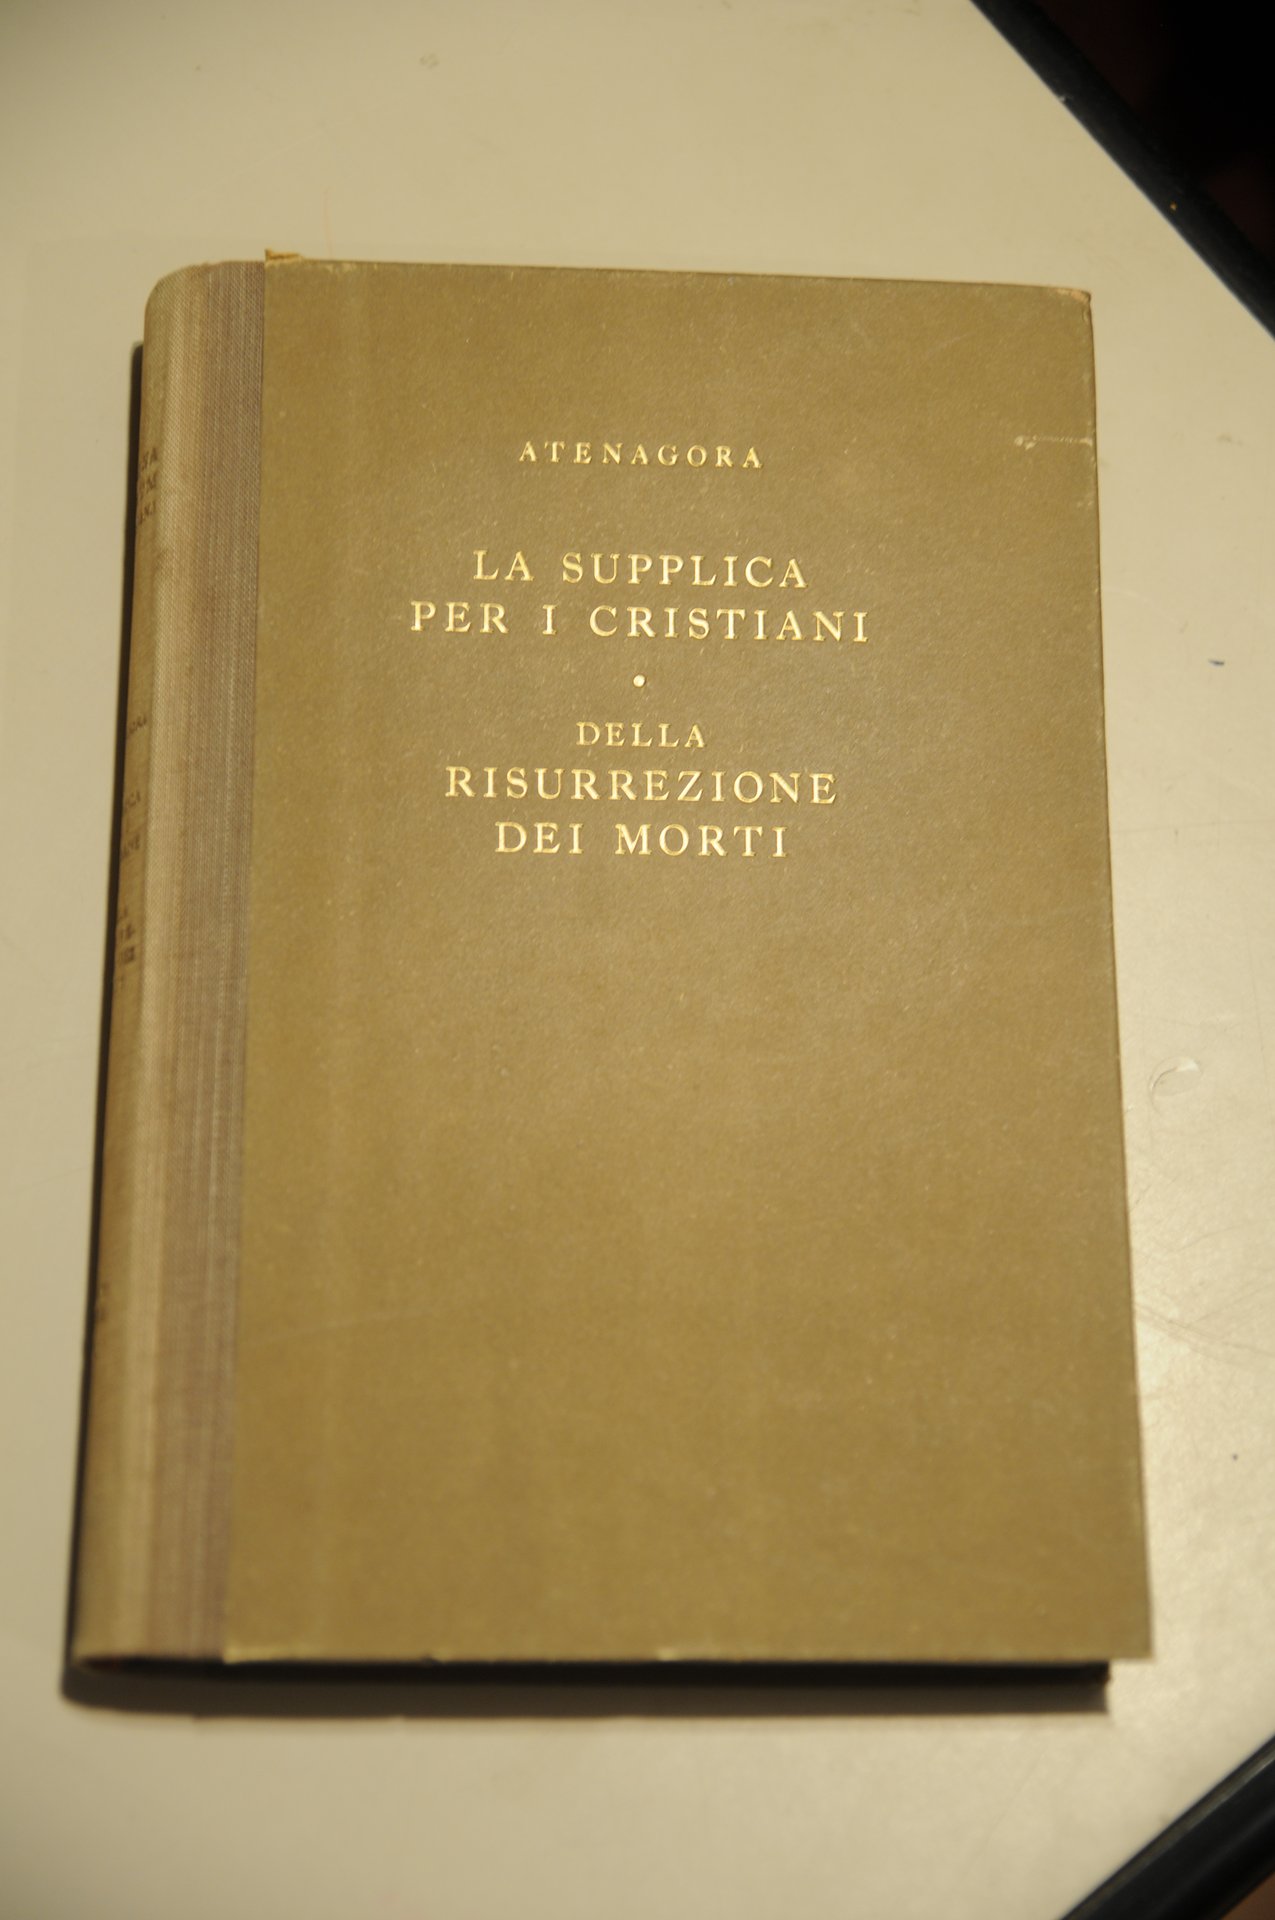 ATENAGORA
LA SUPPLICA
PER I CRISTIANI
•
DELLA
RISURREZIONE
DEI MORTI